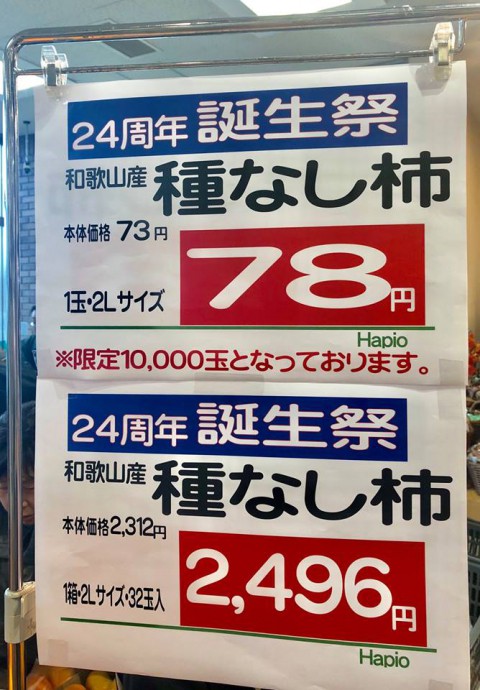 24周年 誕生祭
和歌山産 種なし柿
本体価格 73円
78円
1玉・2Lサイズ
Hapio
※限定10,000玉となっております。
24周年 誕生祭
和歌山産 種なし柿
本体価格2,312円
2,496円
1箱・2Lサイズ・32玉入
Hapio